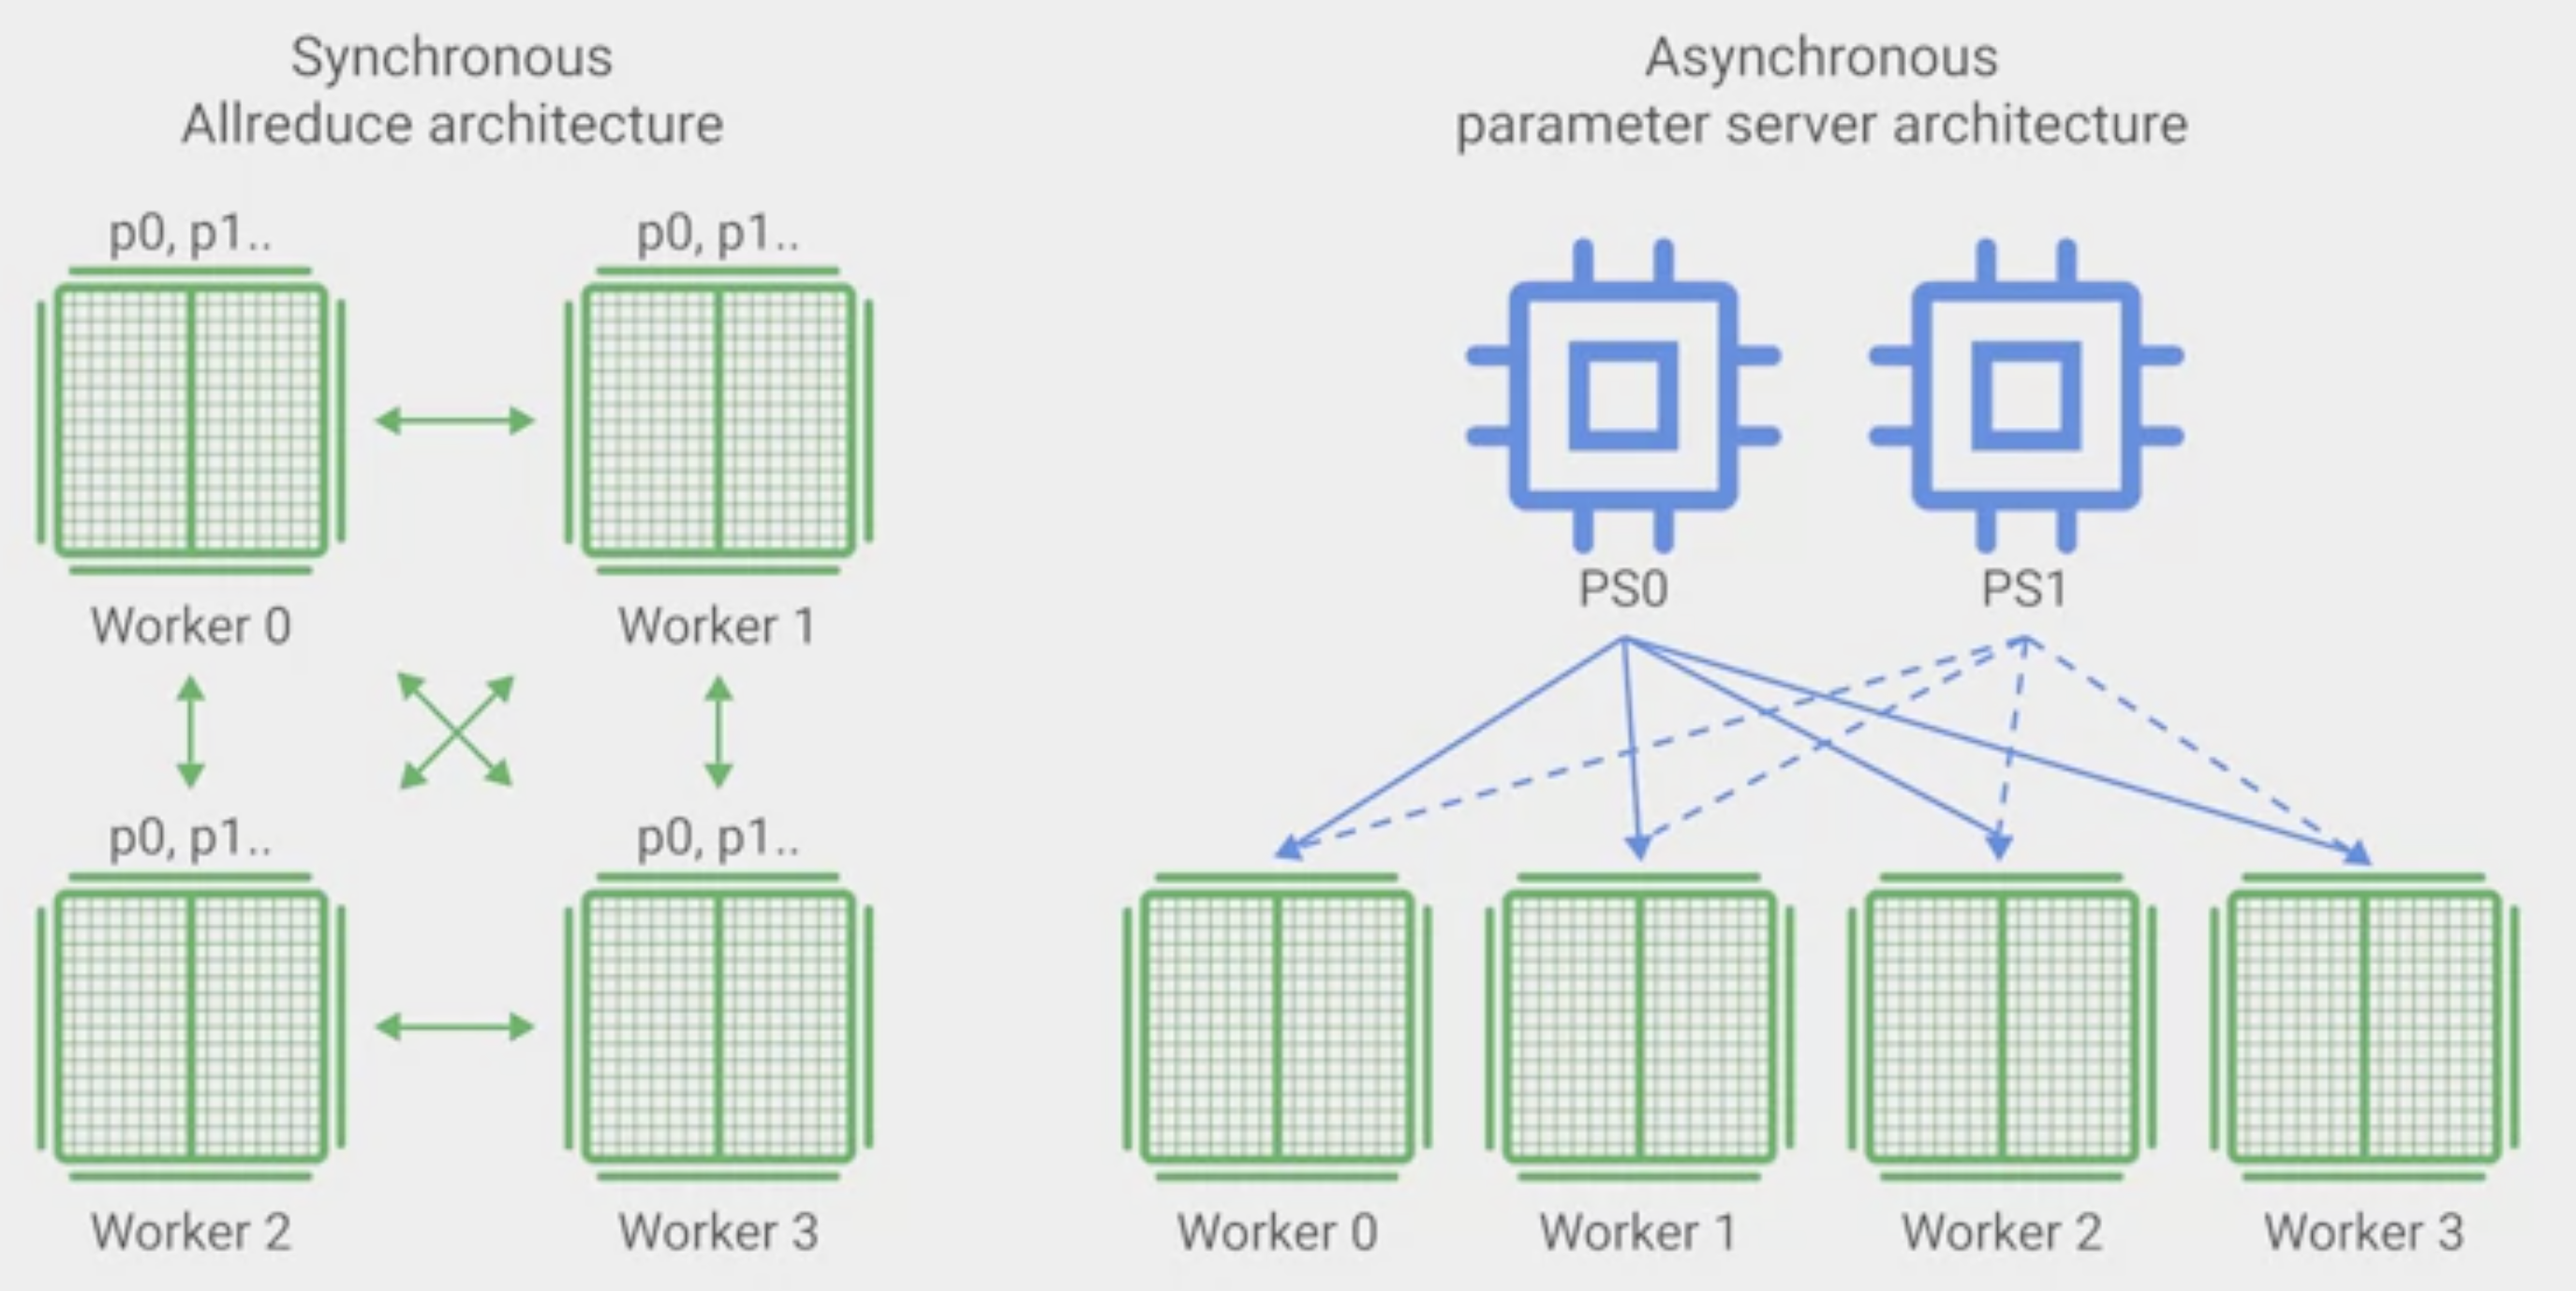 Synchronous
Allreduce architecture
p0, p1..
p0, p1..
Worker 0
Worker 1
p0, p1..
p0, p1..
Worker 2
Worker 3
Asynchronous
parameter server architecture
PS0
PS1
Worker 0
Worker 1
Worker 2
Worker 3